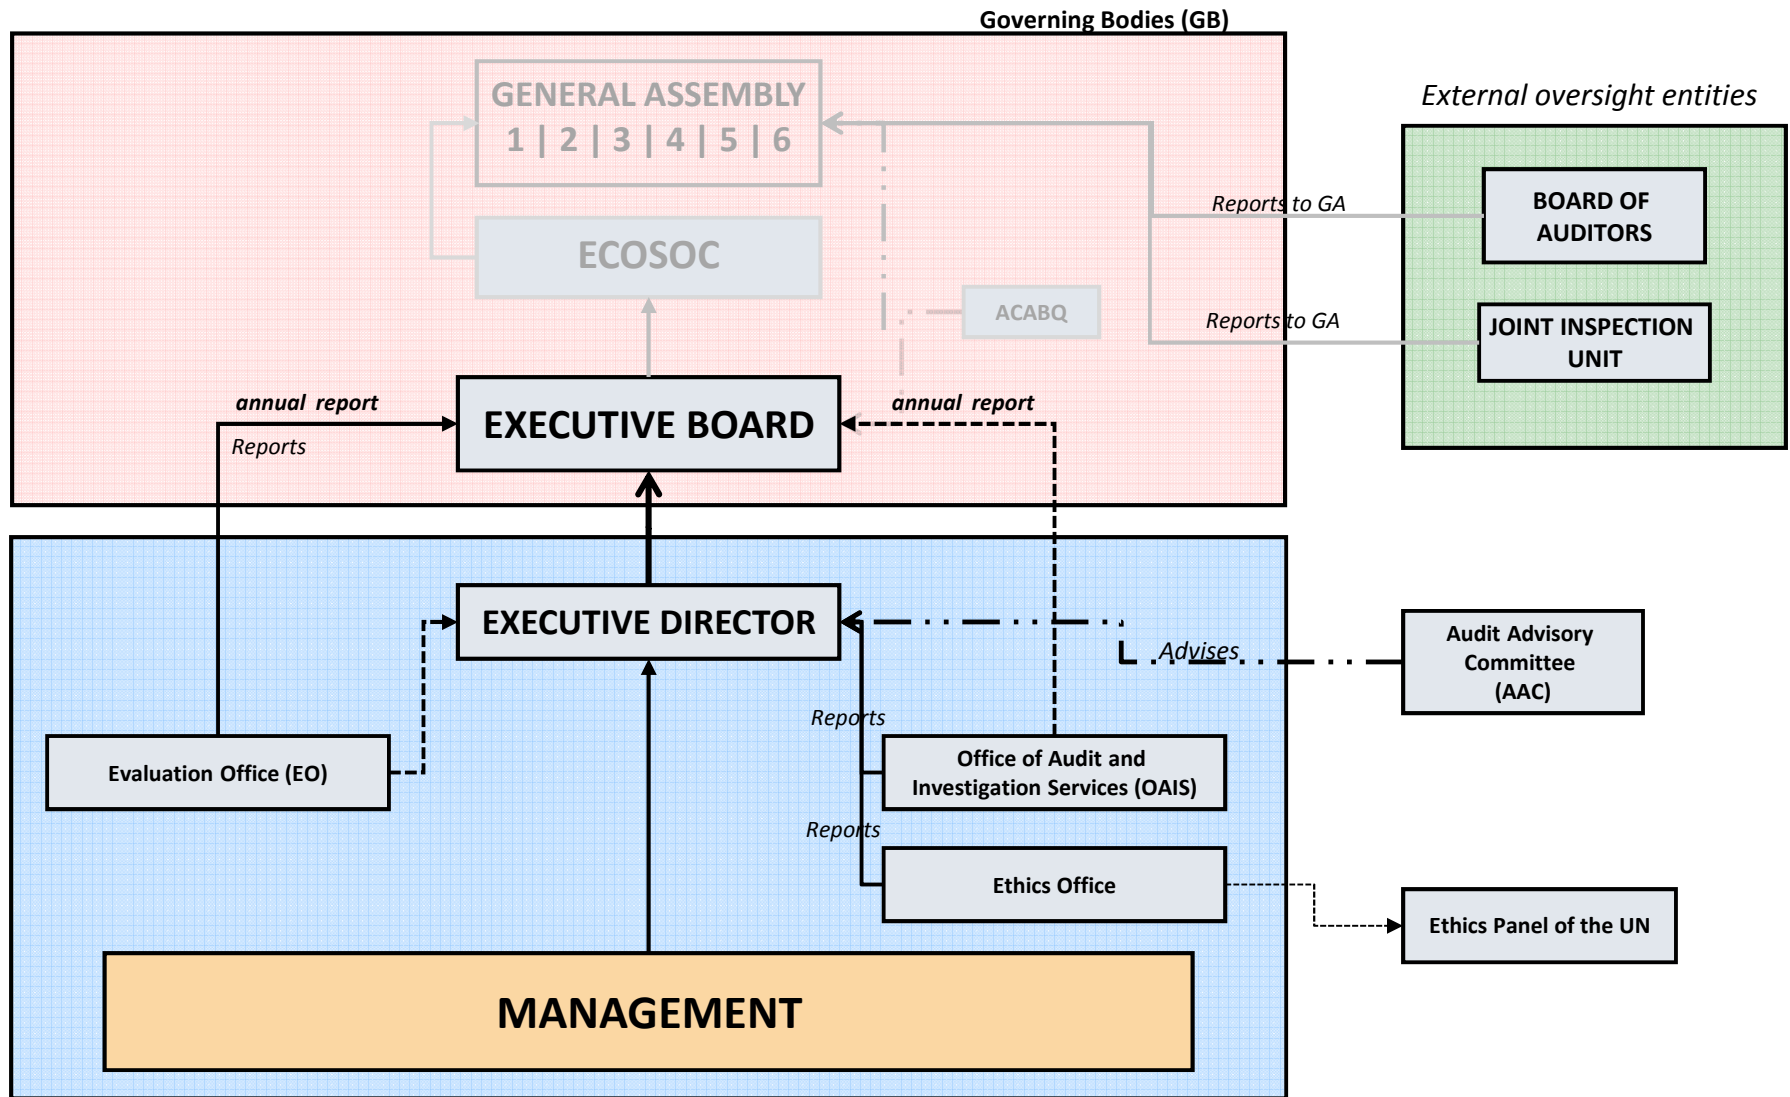 Governing Bodies (GB)
GENERAL ASSEMBLY
1 | 2 | 3 | 4 | 5 | 6
External oversight entities
BOARD OF
AUDITORS
Reports to GA
ECOSOC
ACABQ
Reports to GA
JOINT INSPECTION
UNIT
annual report
Reports
EXECUTIVE BOARD
annual report
EXECUTIVE DIRECTOR
Advises
Audit Advisory
Committee
(AAC)
Reports
Evaluation Office (EO)
Office of Audit and
Investigation Services (OAIS)
Reports
Ethics Office
Ethics Panel of the UN
MANAGEMENT